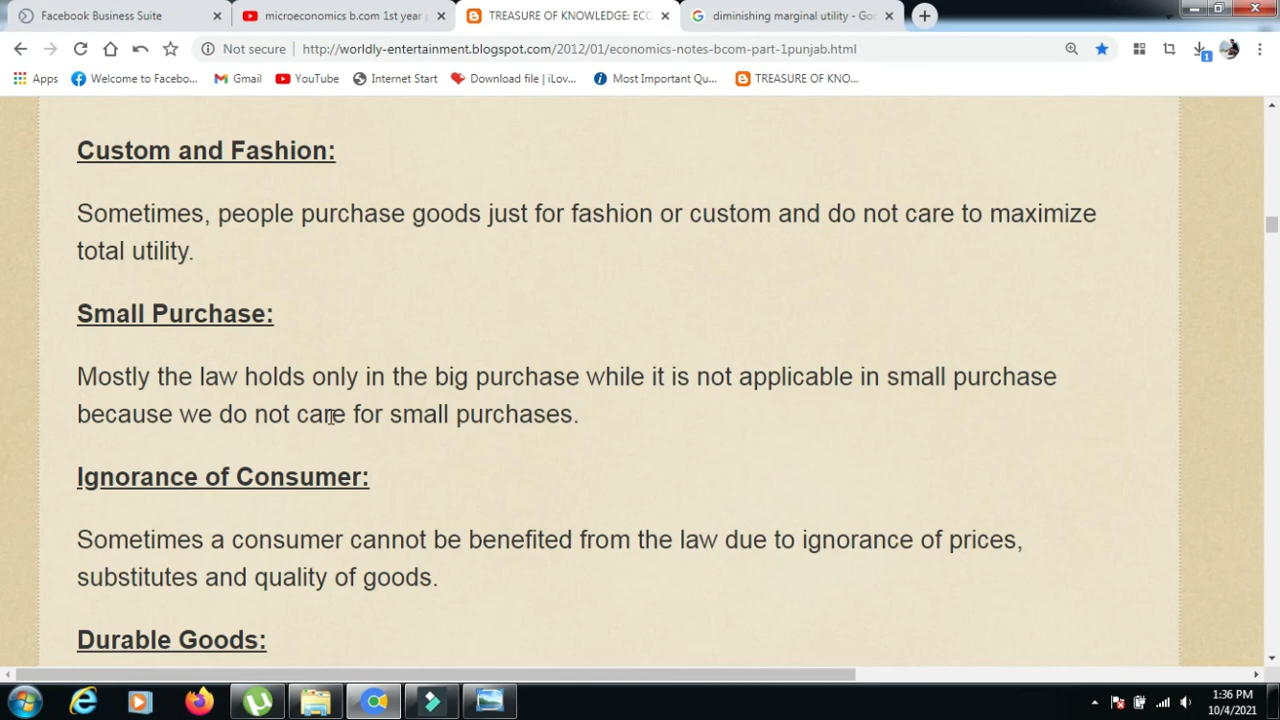 Facebook Business Suite
microeconomics b.com 1st year
TREASURE OF KNOWLEDGE: ECO
diminishing marginal utility - Goo
Not secure
http://worldly-entertainment.blogspot.com/2012/01/economics-notes-bcom-part-1punjab.html
1
Apps
Welcome to Facebo...
Gmail
YouTube
Internet Start
Download file | iLov...
Most Important Qu...
TREASURE OF KNO...
Custom and Fashion:
Sometimes, people purchase goods just for fashion or custom and do not care to maximize
total utility.
Small Purchase:
Mostly the law holds only in the big purchase while it is not applicable in small purchase
because we do not care for small purchases.
Ignorance of Consumer:
Sometimes a consumer cannot be benefited from the law due to ignorance of prices,
substitutes and quality of goods.
Durable Goods:
1:36 PM
10/4/2021